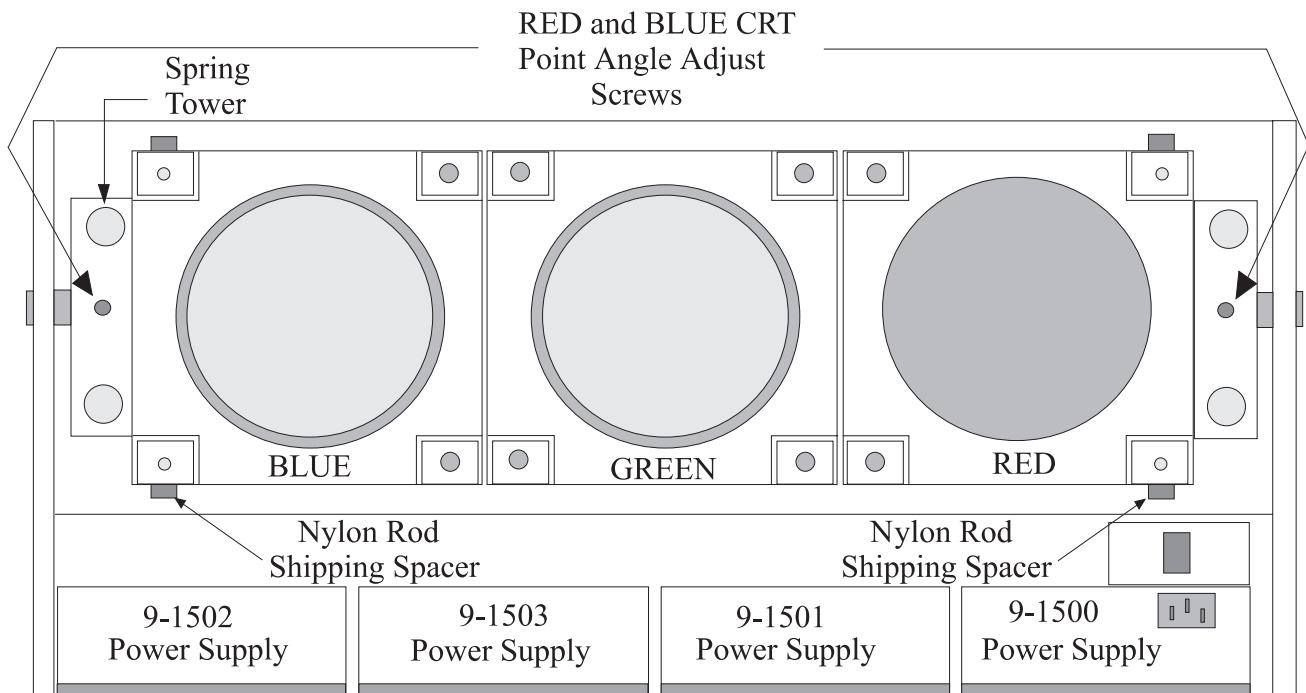 RED and BLUE CRT
Point Angle Adjust
Screws
Spring
Tower
BLUE
GREEN
RED
Nylon Rod
Shipping Spacer
Nylon Rod
Shipping Spacer
9-1502
Power Supply
9-1503
Power Supply
9-1501
Power Supply
9-1500
Power Supply